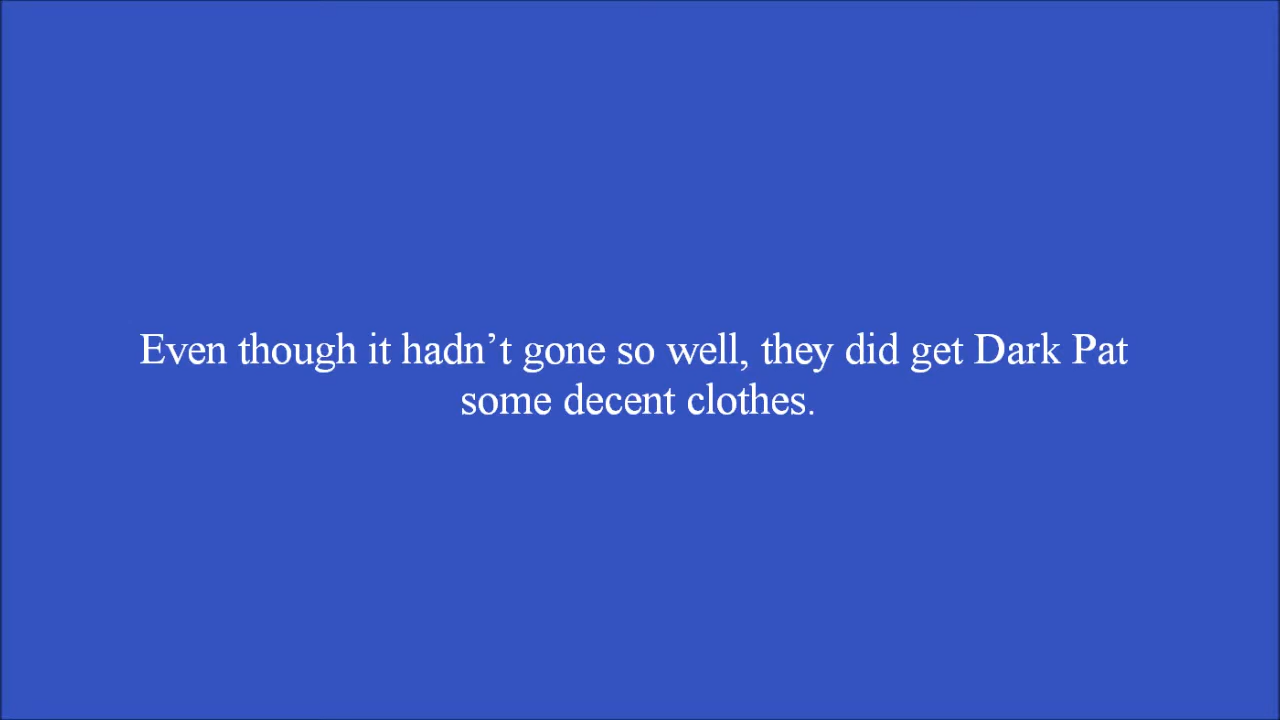 Even though it hadn’t gone so well, they did get Dark Pat
some decent clothes.